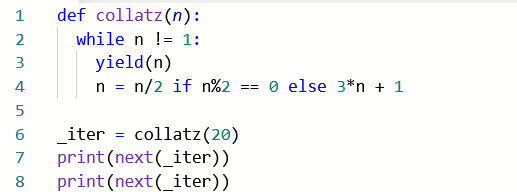 1 def collatz(n):
2   while n != 1:
3     yield(n)
4     n = n/2 if n%2 == 0 else 3*n + 1
5
6 _iter = collatz(20)
7 print(next(_iter))
8 print(next(_iter))